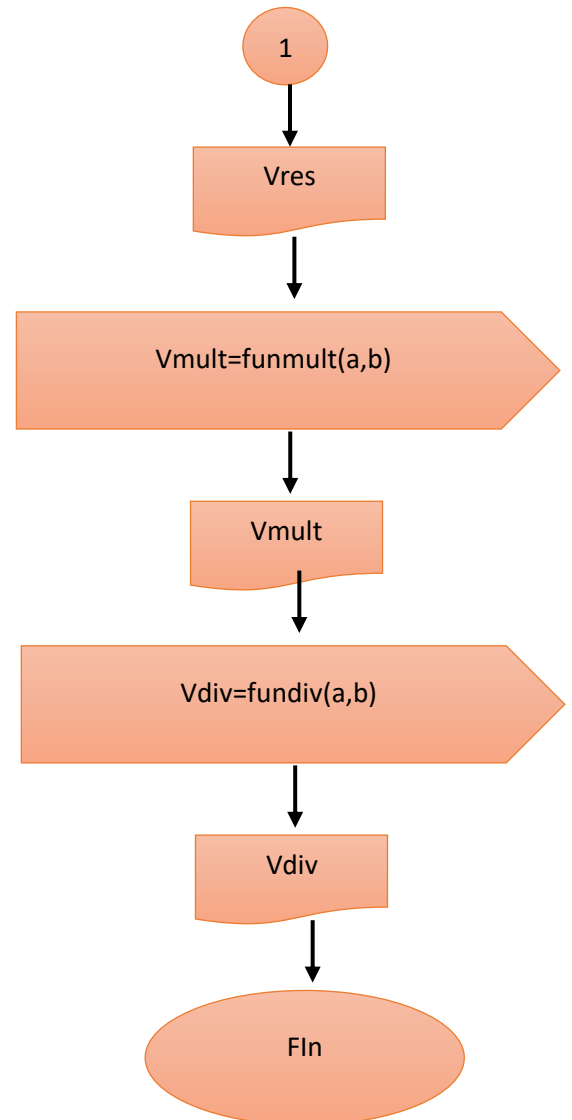 1
Vres
Vmult=funmult(a,b)
Vmult
Vdiv=fundiv(a,b)
Vdiv
FIn